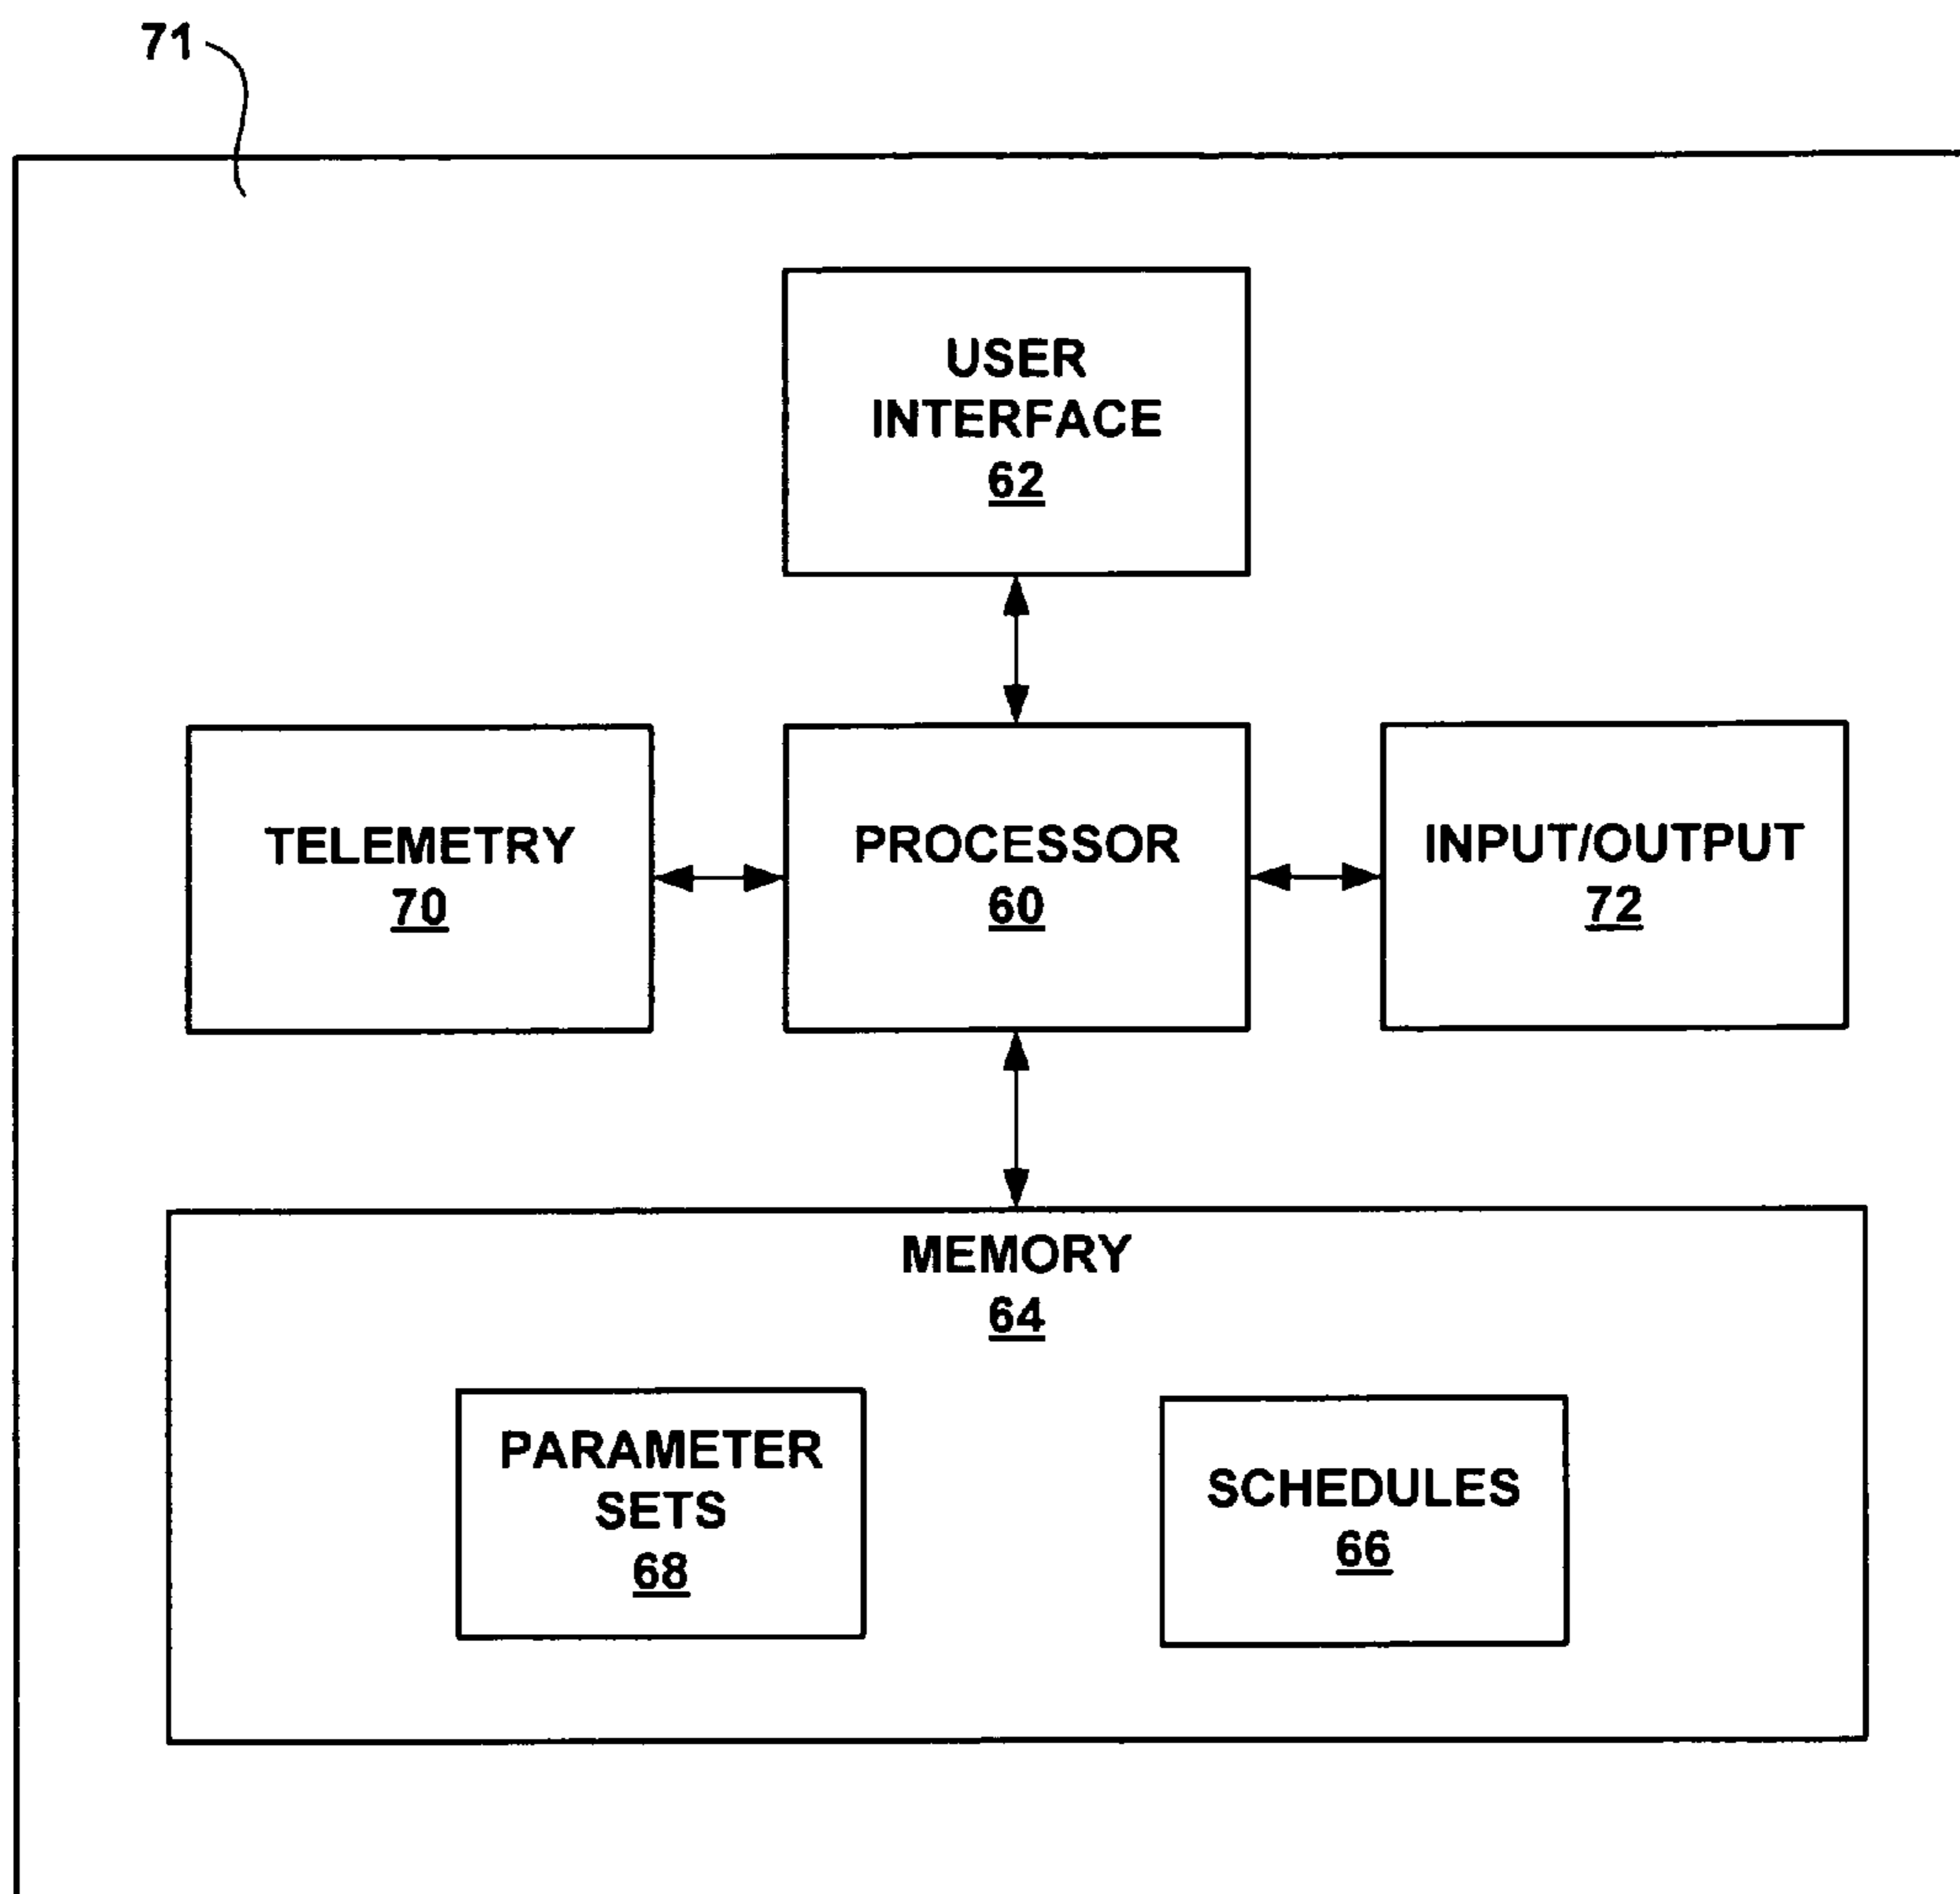 71
USER
INTERFACE
62
TELEMETRY
70
PROCESSOR
60
INPUT/OUTPUT
72
MEMORY
64
PARAMETER
SETS
68
SCHEDULES
66